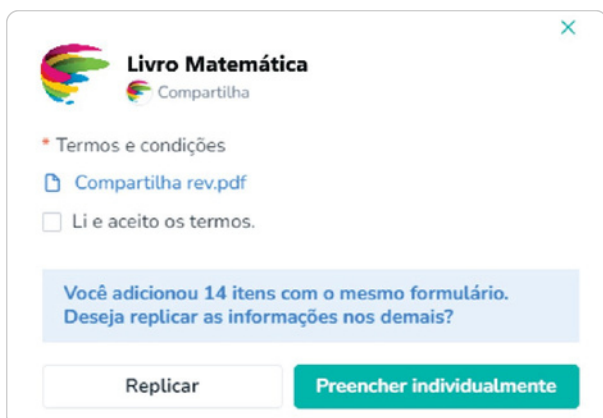 Livro Matemática
Compartilha
* Termos e condições
Compartilha rev.pdf
Li e aceito os termos.
Você adicionou 14 itens com o mesmo formulário.
Deseja replicar as informações nos demais?
Replicar
Preencher individualmente